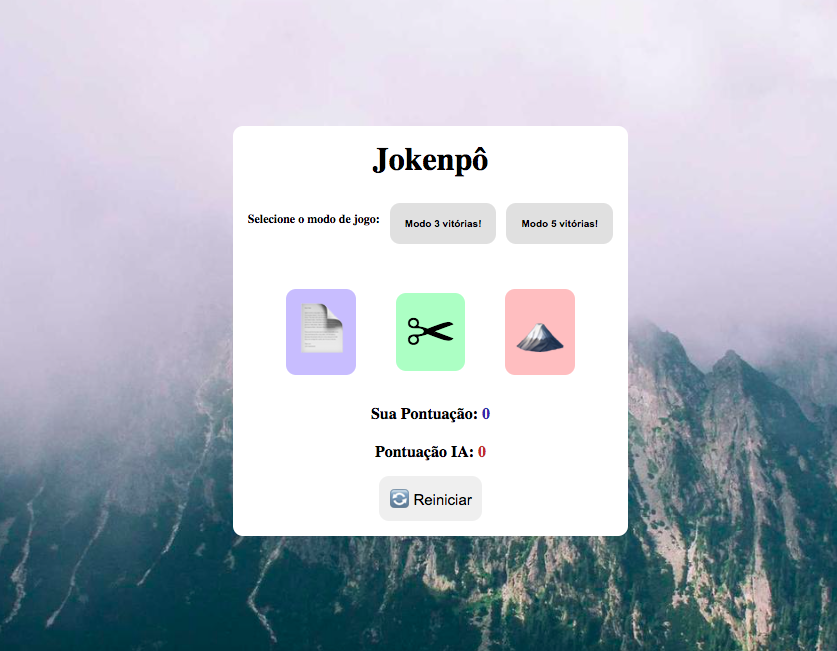 Jokenpô
Selecione o modo de jogo:
Modo 3 vitórias!
Modo 5 vitórias!
Sua Pontuação: 0
Pontuação IA: 0
Reiniciar